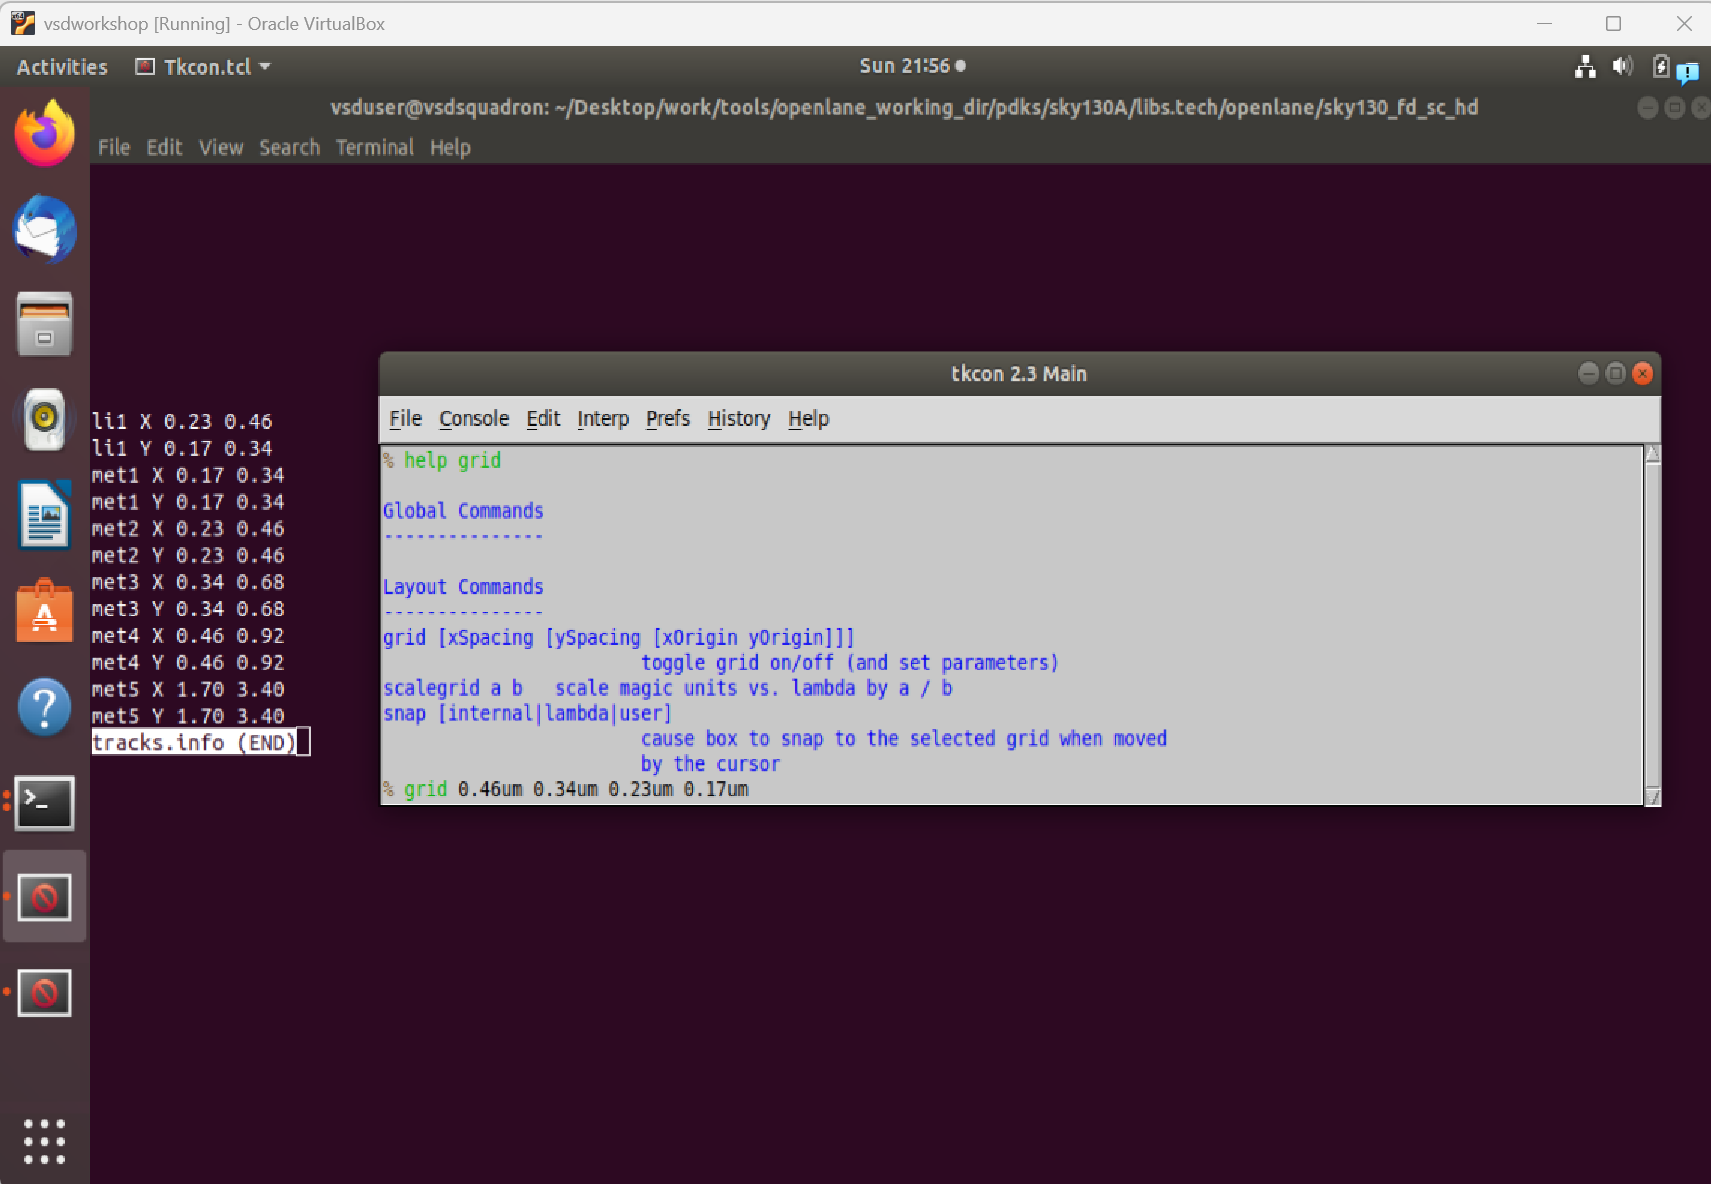 vsdworkshop [Running] - Oracle VirtualBox
Activities Tkcon.tcl Sun 21:56
vsduser@vsdsquadron: ~/Desktop/work/tools/openlane_working_dir/pdks/sky130A/libs.tech/openlane/sky130_fd_sc_hd
File Edit View Search Terminal Help
li1 X 0.23 0.46
li1 Y 0.17 0.34
met1 X 0.17 0.34
met1 Y 0.17 0.34
met2 X 0.23 0.46
met2 Y 0.23 0.46
met3 X 0.34 0.68
met3 Y 0.34 0.68
met4 X 0.46 0.92
met4 Y 0.46 0.92
met5 X 1.70 3.40
met5 Y 1.70 3.40
tracks.info (END)
tkcon 2.3 Main
File Console Edit Interp Prefs History Help
% help grid
Global Commands
---------------
Layout Commands
---------------
grid [xSpacing [ySpacing [xOrigin yOrigin]]]
toggle grid on/off (and set parameters)
scalegrid a b scale magic units vs. lambda by a / b
snap [internal|lambda|user]
cause box to snap to the selected grid when moved
by the cursor
% grid 0.46um 0.34um 0.23um 0.17um